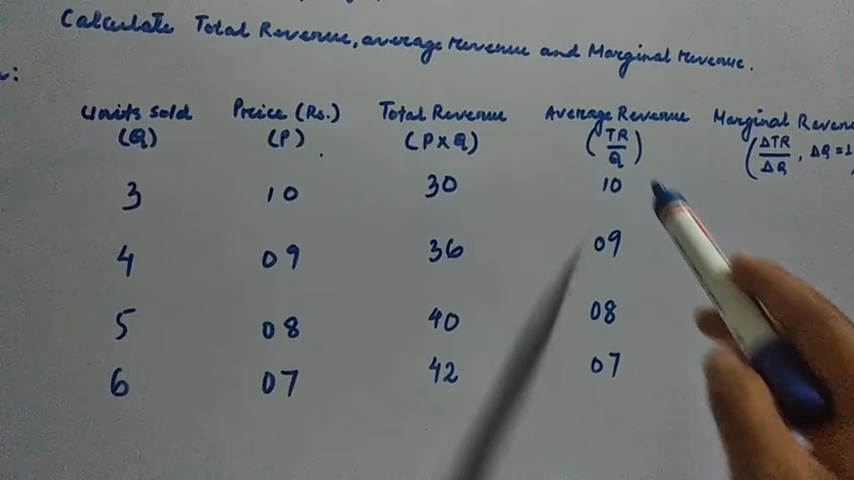 Calculate Total Revenue, average revenue and Marginal revenue.
n:
Units Sold Price (Rs.) Total Revenue Average Revenue Marginal Reven
(Q) (P) (P×Q) (TR/Q) (ΔTR/ΔQ, ΔQ=1
3 10 30 10
4 09 36 09
5 08 40 08
6 07 42 07